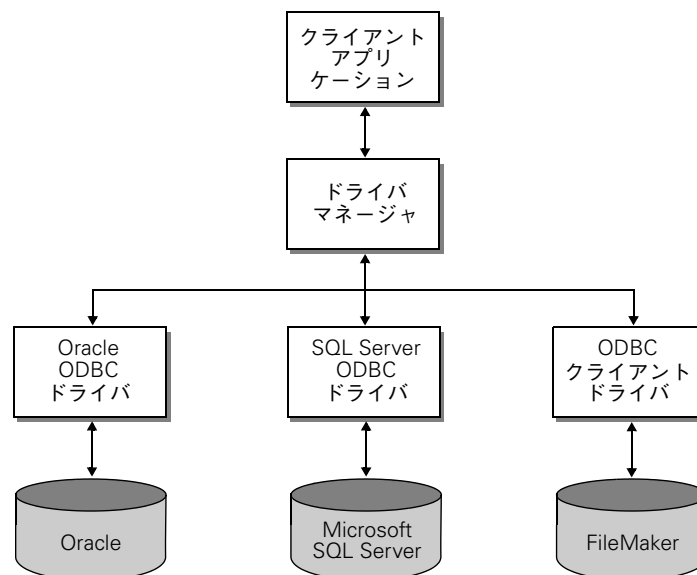 クライアント
アプリ
ケーション
ドライバ
マネージャ
Oracle
ODBC
ドライバ
SQL Server
ODBC
ドライバ
ODBC
クライアント
ドライバ
Oracle
Microsoft
SQL Server
FileMaker